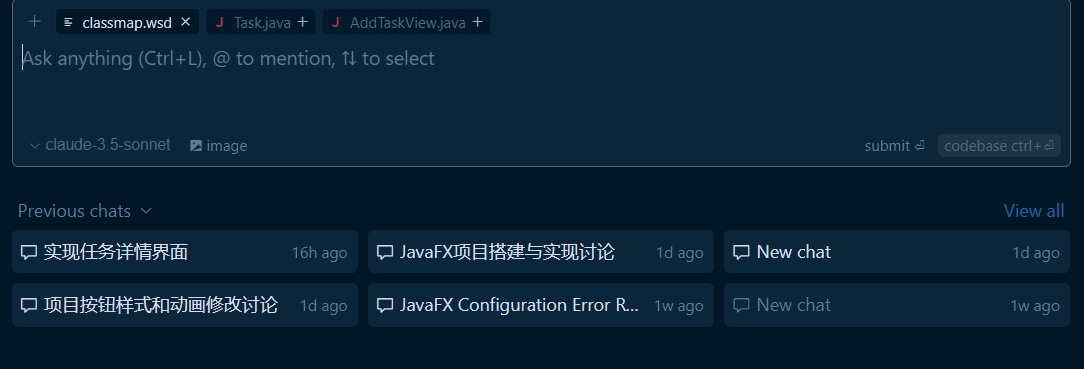 + classmap.wsd × J Task.java + J AddTaskView.java +
Ask anything (Ctrl+L), @ to mention, ⇅ to select
claude-3.5-sonnet image submit ⏎ codebase ctrl+⏎
Previous chats View all
实现任务详情界面 16h ago JavaFX项目搭建与实现讨论 1d ago New chat 1d ago
项目按钮样式和动画修改讨论 1d ago JavaFX Configuration Error R... 1w ago New chat 1w ago